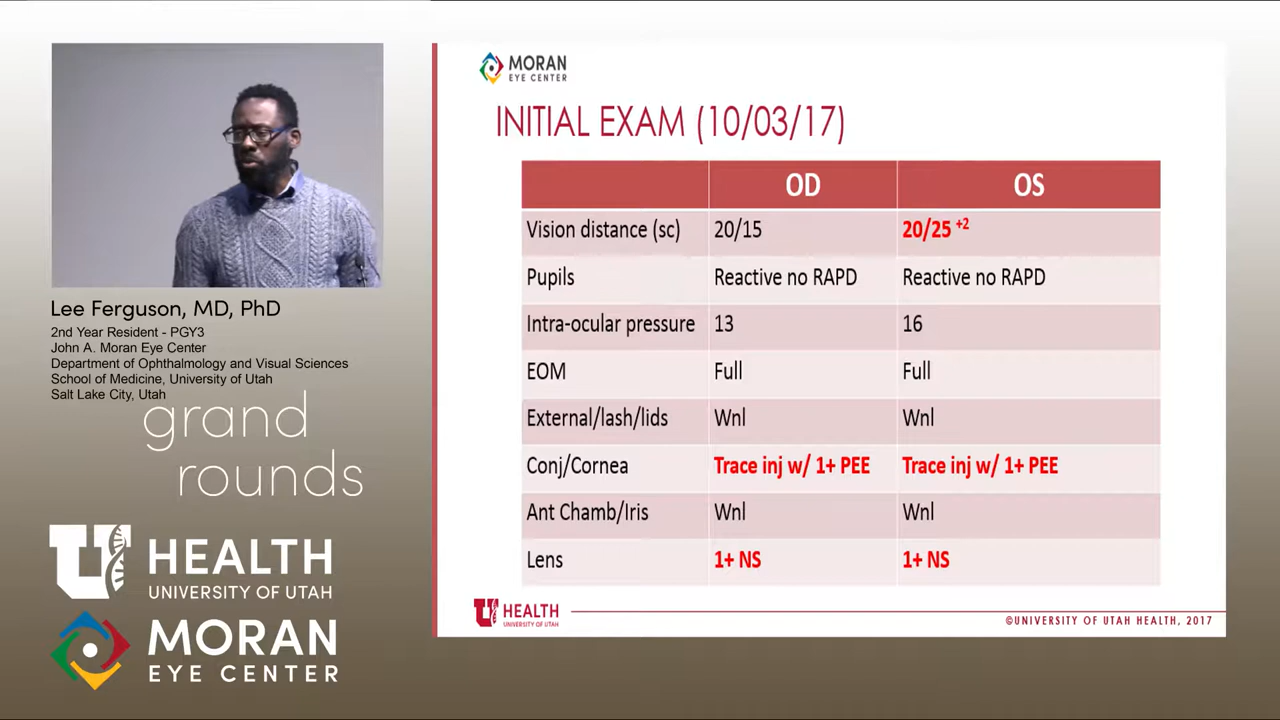 Lee Ferguson, MD, PhD
2nd Year Resident - PGY3
John A. Moran Eye Center
Department of Ophthalmology and Visual Sciences
School of Medicine, University of Utah
Salt Lake City, Utah
grand
rounds
U HEALTH
UNIVERSITY OF UTAH
MORAN
EYE CENTER
MORAN
EYE CENTER
INITIAL EXAM (10/03/17)
OD OS
Vision distance (sc) 20/15 20/25 +2
Pupils Reactive no RAPD Reactive no RAPD
Intra-ocular pressure 13 16
EOM Full Full
External/lash/lids Wnl Wnl
Conj/Cornea Trace inj w/ 1+ PEE Trace inj w/ 1+ PEE
Ant Chamb/Iris Wnl Wnl
Lens 1+ NS 1+ NS
U HEALTH
UNIVERSITY OF UTAH
©UNIVERSITY OF UTAH HEALTH, 2017